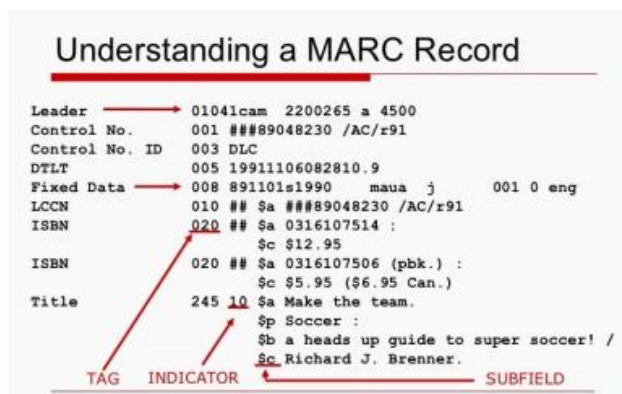 Understanding a MARC Record
Leader 01041cam 2200265 a 4500
Control No. 001 ###89048230 /AC/r91
Control No. ID 003 DLC
DTLT 005 19911106082810.9
Fixed Data 008 891101s1990 maua j 001 0 eng
LCCN 010 ## $a ###89048230 /AC/r91
ISBN 020 ## $a 0316107514 :
$c $12.95
ISBN 020 ## $a 0316107506 (pbk.) :
$c $5.95 ($6.95 Can.)
Title 245 10 $a Make the team.
$p Soccer :
$b a heads up guide to super soccer! /
$c Richard J. Brenner.
TAG INDICATOR SUBFIELD